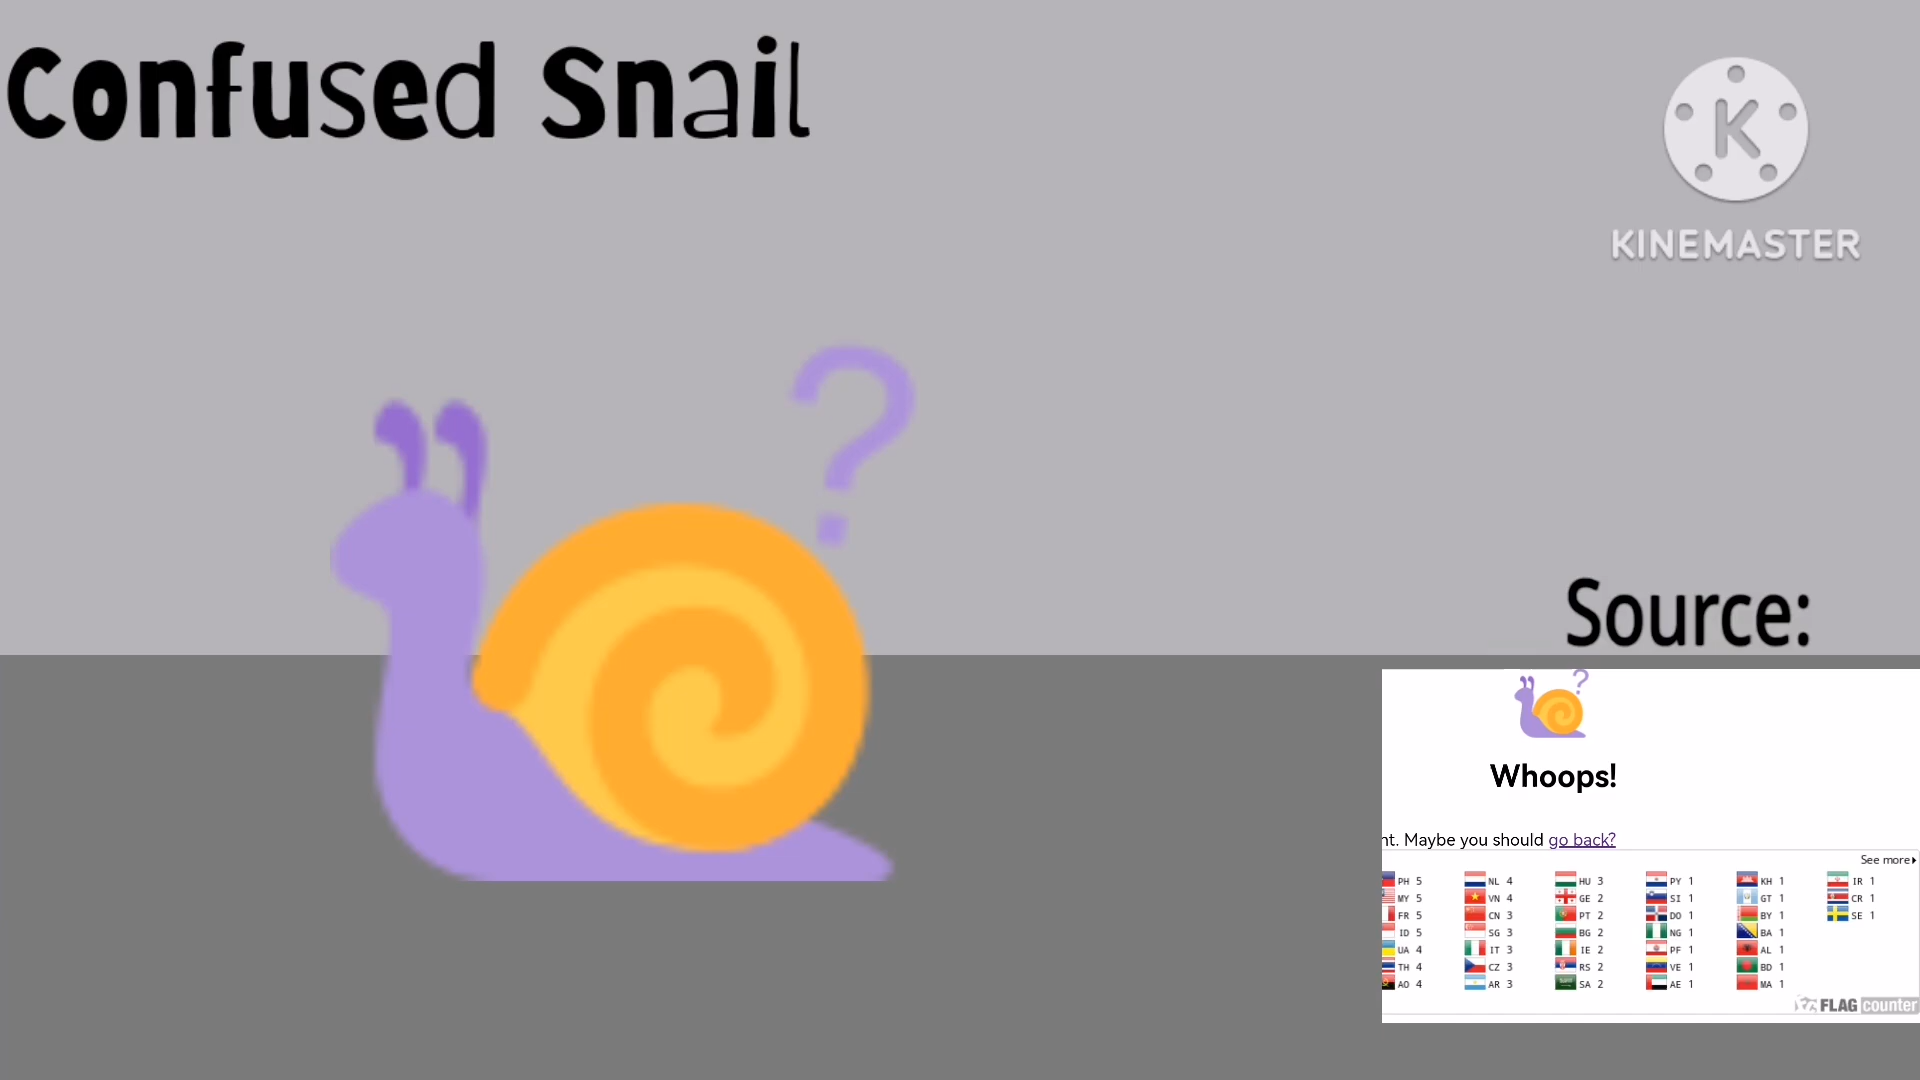 Confused Snail
K
KINEMASTER
?
Source:
?
Whoops!
nt. Maybe you should go back?
See more
PH 5 NL 4 HU 3 PY 1 KH 1 IR 1
MY 5 VN 4 GE 2 SI 1 GT 1 CR 1
FR 5 CN 3 PT 2 DO 1 BY 1 SE 1
ID 5 SG 3 BG 2 NG 1 BA 1
UA 4 IT 3 IE 2 PF 1 AL 1
TH 4 CZ 3 RS 2 VE 1 BD 1
AO 4 AR 3 SA 2 AE 1 MA 1
FC FLAG counter